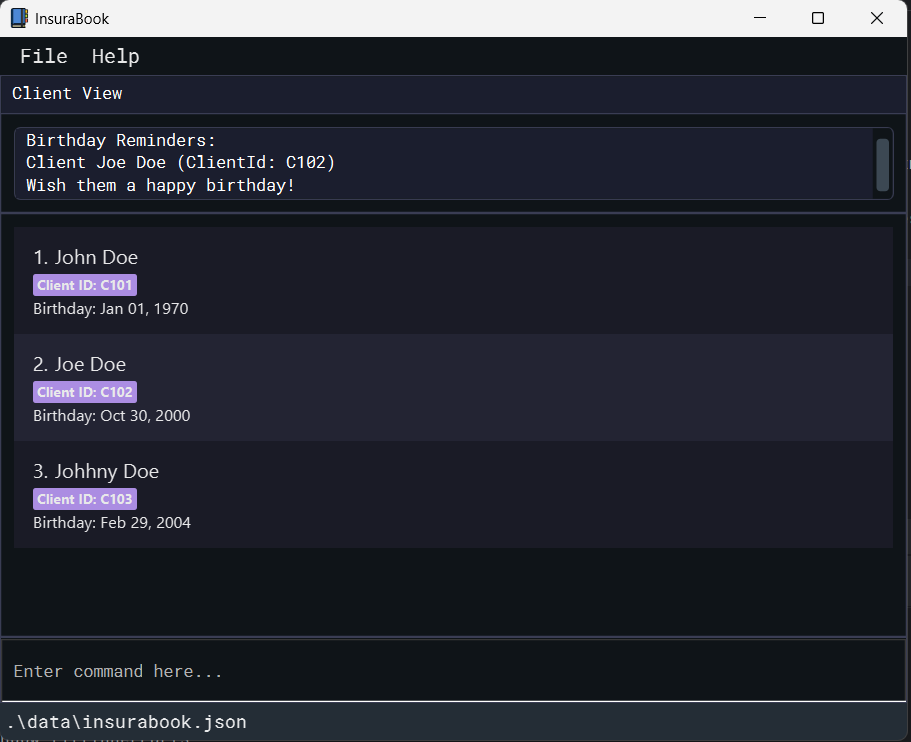 InsuraBook
File Help
Client View
Birthday Reminders:
Client Joe Doe (ClientId: C102)
Wish them a happy birthday!
1. John Doe
Client ID: C101
Birthday: Jan 01, 1970
2. Joe Doe
Client ID: C102
Birthday: Oct 30, 2000
3. Johhny Doe
Client ID: C103
Birthday: Feb 29, 2004
Enter command here...
.\data\insurabook.json